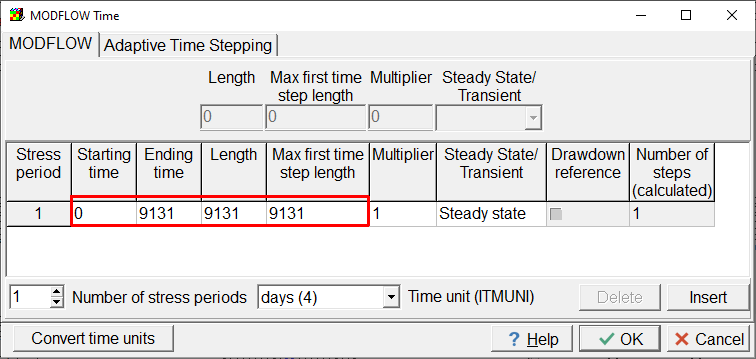 MODFLOW Time
MODFLOW Adaptive Time Stepping
Length Max first time step length Multiplier Steady State/ Transient
0 0 0
Stress period Starting time Ending time Length Max first time step length Multiplier Steady State/ Transient Drawdown reference Number of steps (calculated)
1 0 9131 9131 9131 1 Steady state 1
1 Number of stress periods days (4) Time unit (ITMUNI) Delete Insert
Convert time units ? Help OK Cancel